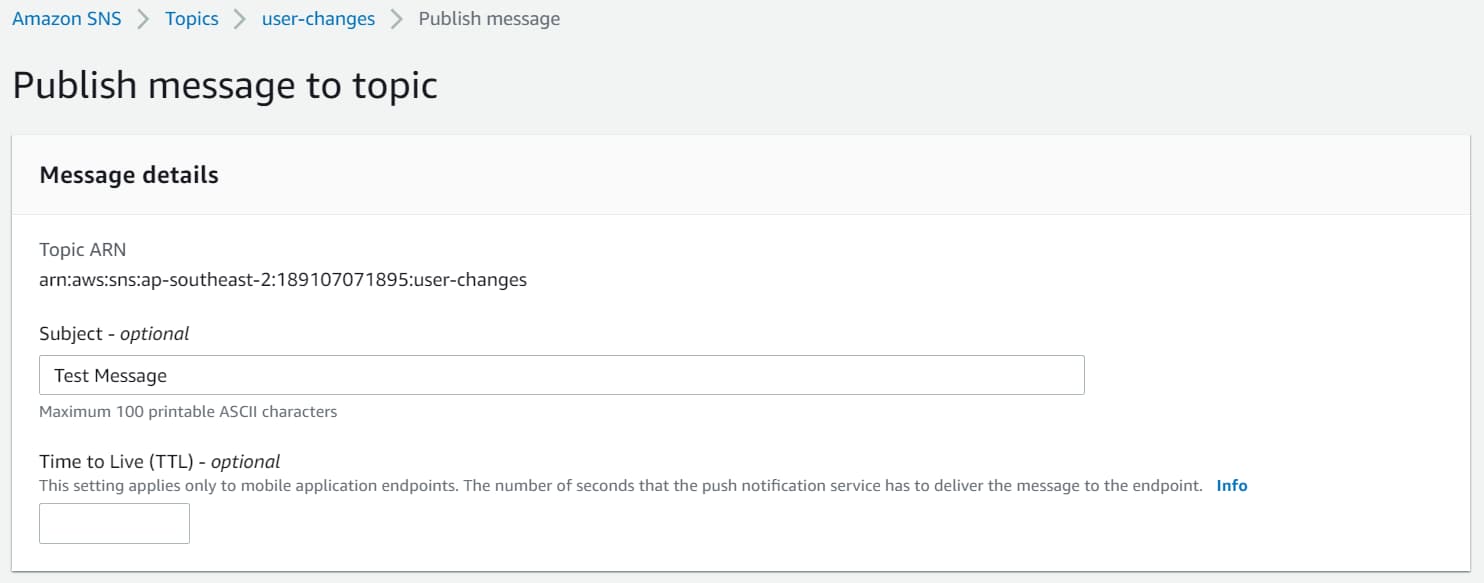 Amazon SNS > Topics > user-changes > Publish message
Publish message to topic
Message details
Topic ARN
arn:aws:sns:ap-southeast-2:189107071895:user-changes
Subject - optional
Test Message
Maximum 100 printable ASCII characters
Time to Live (TTL) - optional
This setting applies only to mobile application endpoints. The number of seconds that the push notification service has to deliver the message to the endpoint. Info